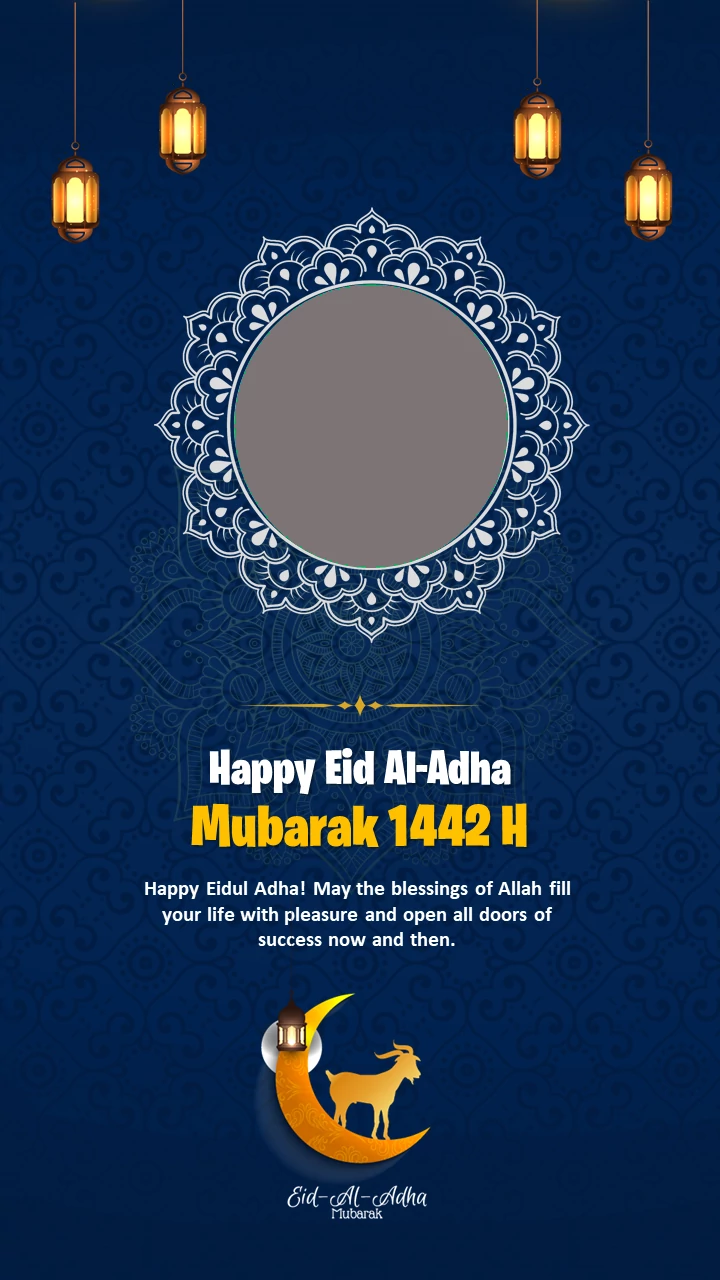 Happy Eid Al-Adha
Mubarak 1442 H
Happy Eidul Adha! May the blessings of Allah fill
your life with pleasure and open all doors of
success now and then.
Eid-Al-Adha
Mubarak